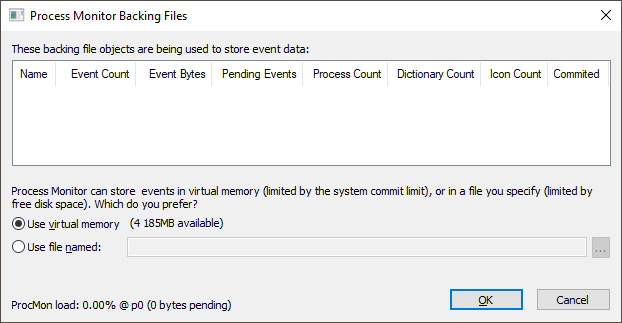 Process Monitor Backing Files
These backing file objects are being used to store event data:
Name Event Count Event Bytes Pending Events Process Count Dictionary Count Icon Count Commited
Process Monitor can store events in virtual memory (limited by the system commit limit), or in a file you specify (limited by
free disk space). Which do you prefer?
Use virtual memory (4 185MB available)
Use file named: ...
OK Cancel
ProcMon load: 0.00% @ p0 (0 bytes pending)